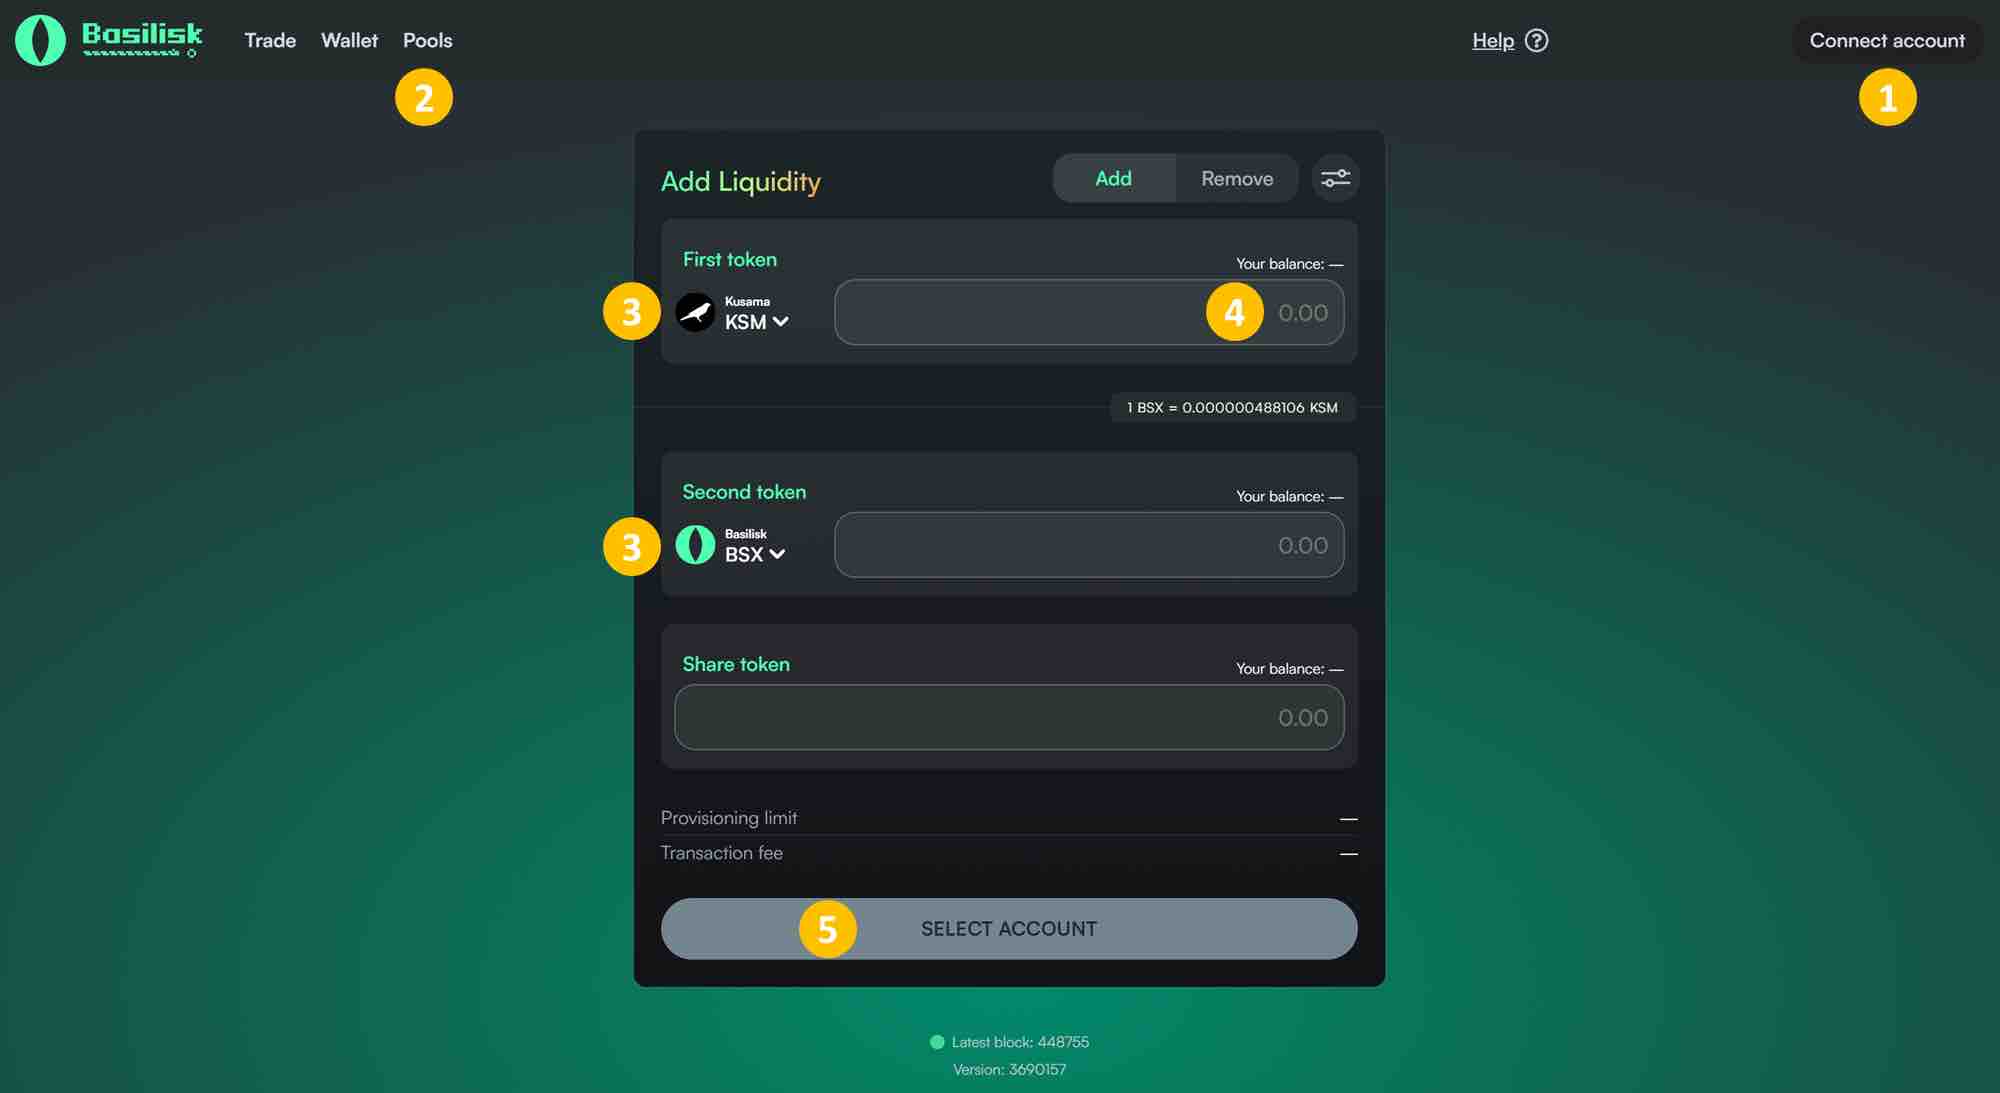 Basilisk
Trade Wallet Pools
Help ?
Connect account
2
1
Add Liquidity
Add Remove
First token
Your balance: —
3
Kusama
KSM
4
0.00
1 BSX = 0.000000488106 KSM
Second token
Your balance: —
3
Basilisk
BSX
0.00
Share token
Your balance: —
0.00
Provisioning limit —
Transaction fee —
5
SELECT ACCOUNT
Latest block: 448755
Version: 3690157